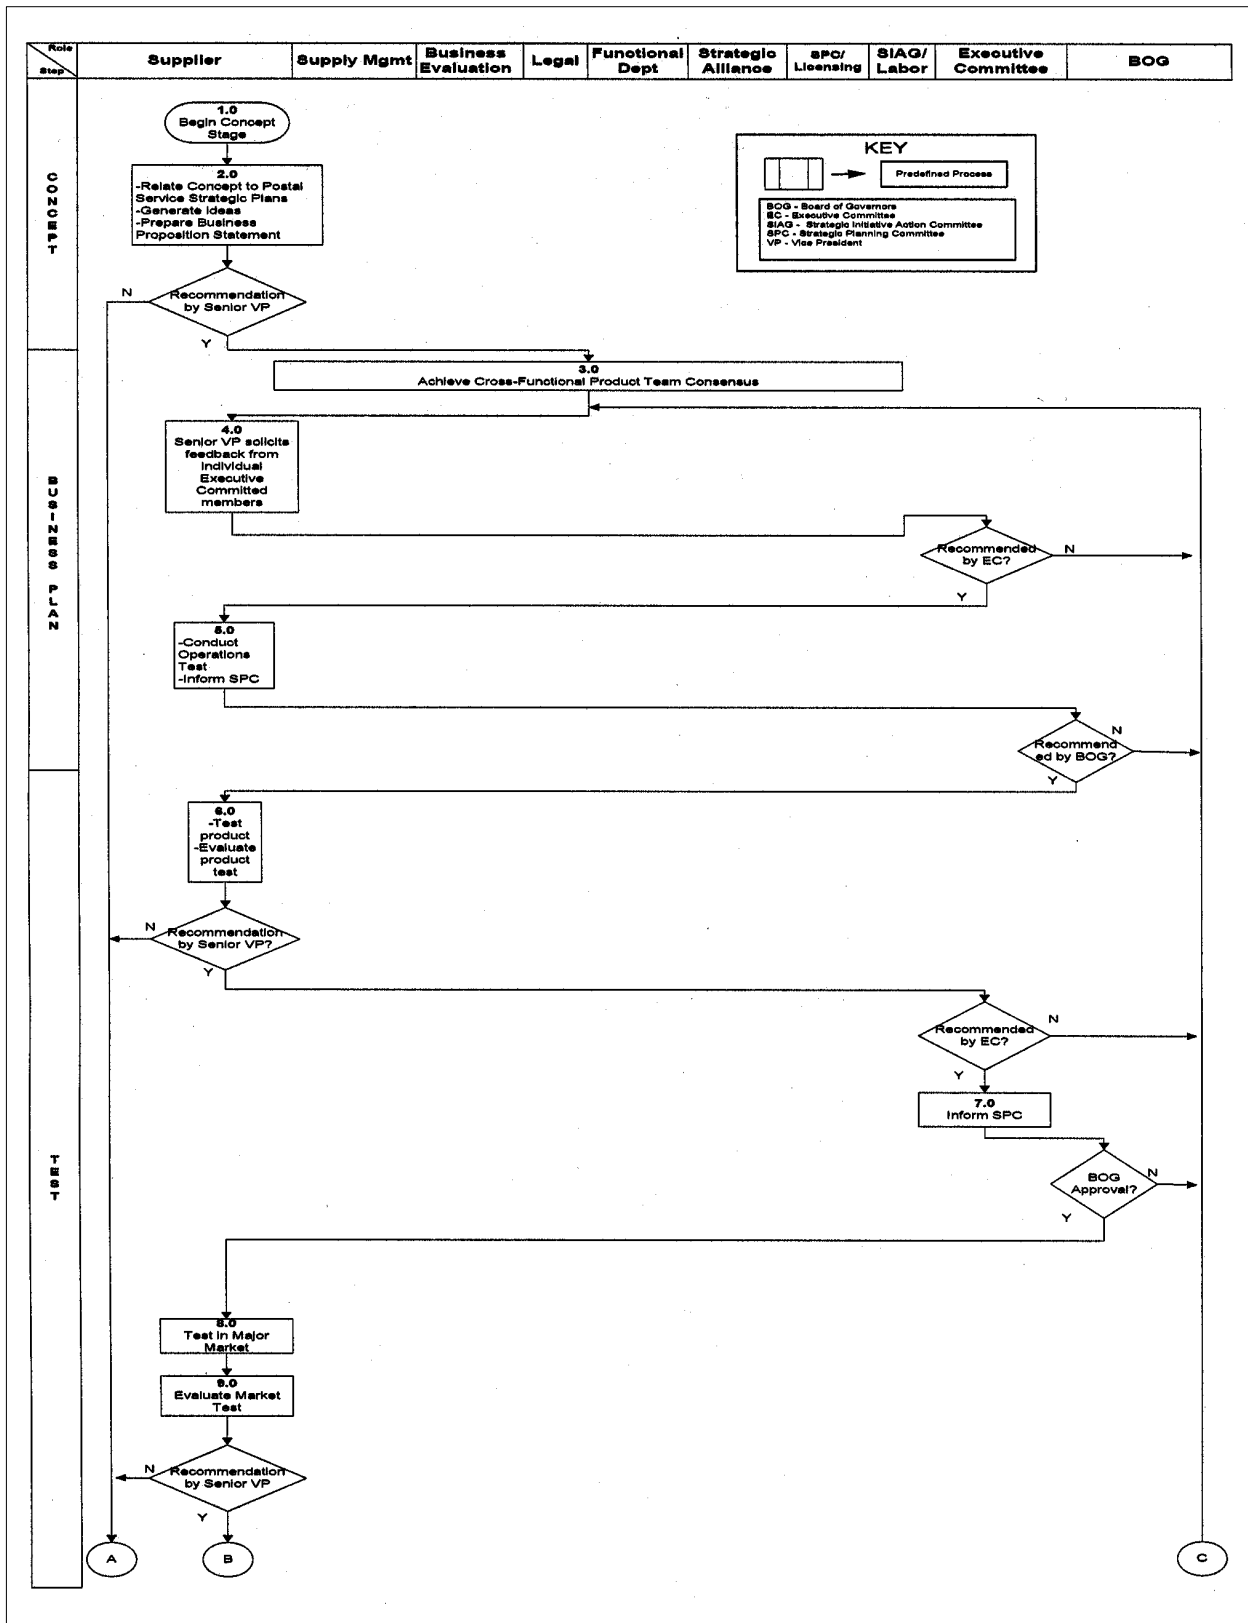 Role
Step
Supplier
Supply Mgmt
Business
Evaluation
Legal
Functional
Dept
Strategic
Alliance
SPC/
Licensing
SIAG/
Labor
Executive
Committee
BOG
CONCEPT
1.0
Begin Concept
Stage
2.0
-Relate Concept to Postal
Service Strategic Plans
-Generate Ideas
-Prepare Business
Proposition Statement
KEY
Predefined Process
BOG - Board of Governors
EC - Executive Committee
SIAG - Strategic Initiative Action Committee
SPC - Strategic Planning Committee
VP - Vice President
N
Recommendation
by Senior VP
Y
BUSINESS PLAN
3.0
Achieve Cross-Functional Product Team Consensus
4.0
Senior VP solicits
feedback from
Individual
Executive
Committed
members
Recommended
by EC?
N
Y
5.0
-Conduct
Operations
Test
-Inform SPC
N
Recommend
ed by BOG?
Y
TEST
6.0
-Test
product
-Evaluate
product
test
N
Recommendation
by Senior VP?
Y
N
Recommended
by EC?
Y
7.0
Inform SPC
N
BOG
Approval?
Y
8.0
Test in Major
Market
9.0
Evaluate Market
Test
N
Recommendation
by Senior VP
Y
A
B
C